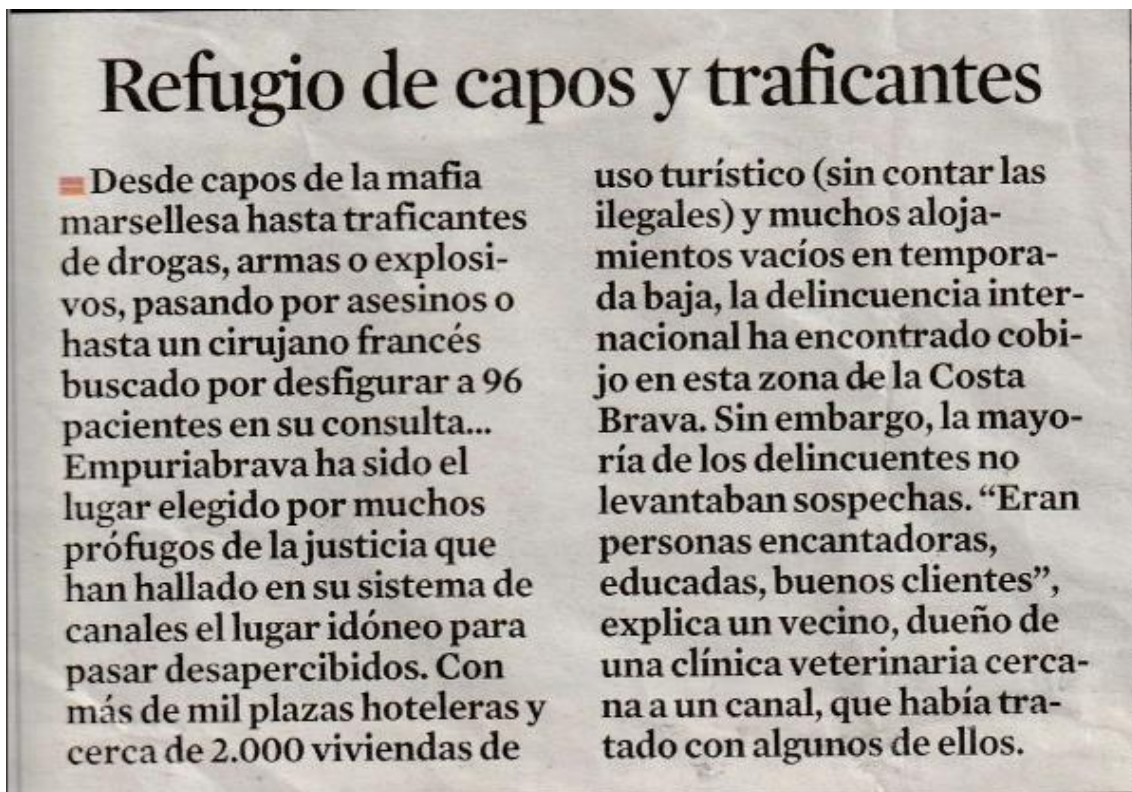 Refugio de capos y traficantes
Desde capos de la mafia
marsellesa hasta traficantes
de drogas, armas o explosi-
vos, pasando por asesinos o
hasta un cirujano francés
buscado por desfigurar a 96
pacientes en su consulta...
Empuriabrava ha sido el
lugar elegido por muchos
prófugos de la justicia que
han hallado en su sistema de
canales el lugar idóneo para
pasar desapercibidos. Con
más de mil plazas hoteleras y
cerca de 2.000 viviendas de
uso turístico (sin contar las
ilegales) y muchos aloja-
mientos vacíos en tempora-
da baja, la delincuencia inter-
nacional ha encontrado cobi-
jo en esta zona de la Costa
Brava. Sin embargo, la mayo-
ría de los delincuentes no
levantaban sospechas. “Eran
personas encantadoras,
educadas, buenos clientes”,
explica un vecino, dueño de
una clínica veterinaria cerca-
na a un canal, que había tra-
tado con algunos de ellos.